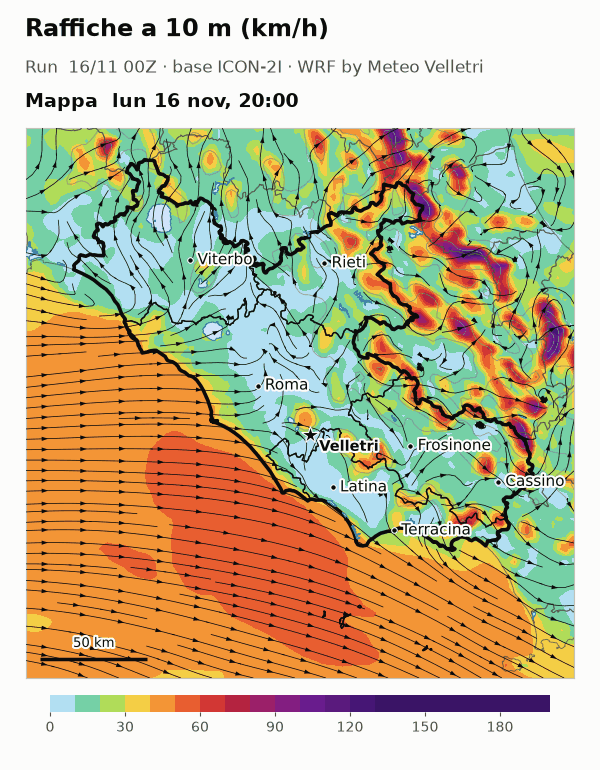 Raffiche a 10 m (km/h)
Run  16/11 00Z · base ICON-2I · WRF by Meteo Velletri
Mappa  lun 16 nov, 20:00
Viterbo
Rieti
Roma
Velletri
Frosinone
Cassino
Latina
Terracina
50 km
0 30 60 90 120 150 180